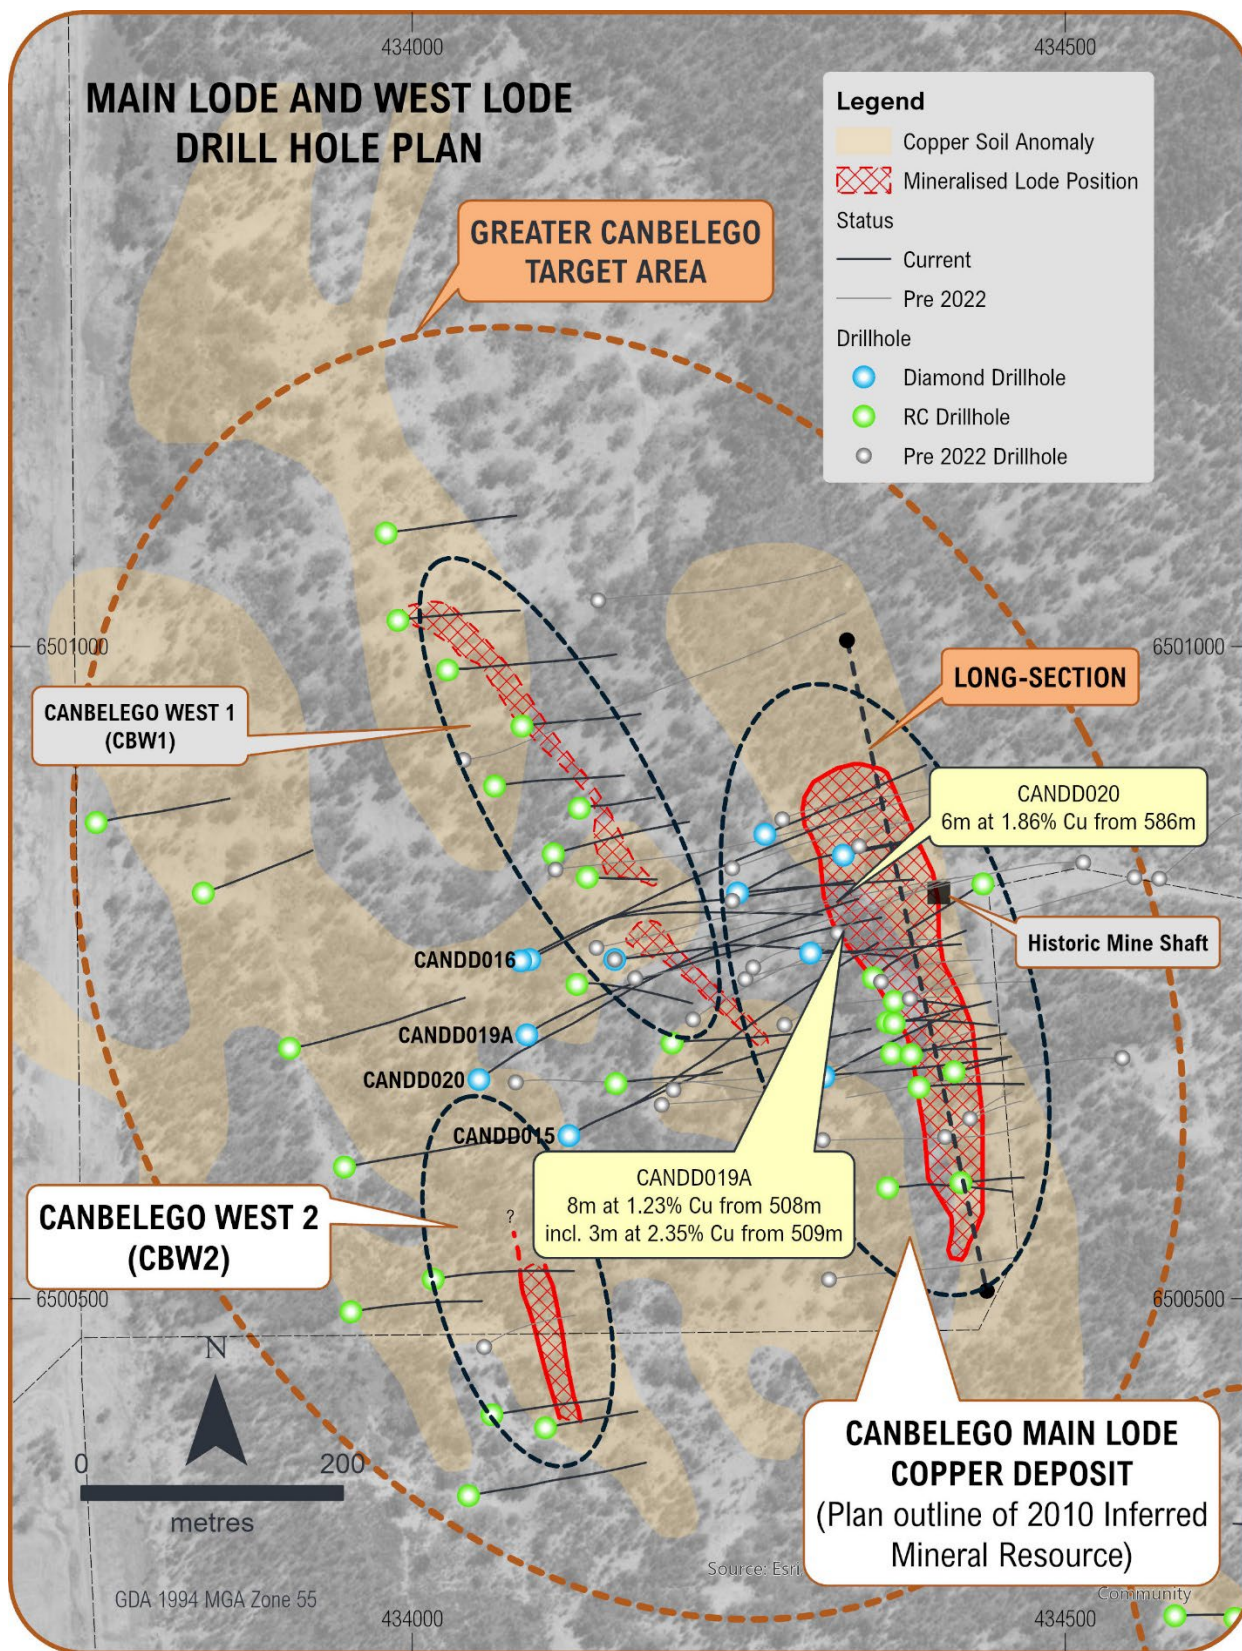 434000
434500
MAIN LODE AND WEST LODE
DRILL HOLE PLAN
Legend
Copper Soil Anomaly
Mineralised Lode Position
Status
Current
Pre 2022
Drillhole
Diamond Drillhole
RC Drillhole
Pre 2022 Drillhole
GREATER CANBELEGO
TARGET AREA
6501000
6501000
LONG-SECTION
CANBELEGO WEST 1
(CBW1)
CANDD020
6m at 1.86% Cu from 586m
Historic Mine Shaft
CANDD016
CANDD019A
CANDD020
CANDD015
CANDD019A
8m at 1.23% Cu from 508m
incl. 3m at 2.35% Cu from 509m
CANBELEGO WEST 2
(CBW2)
?
6500500
6500500
N
0
200
metres
CANBELEGO MAIN LODE
COPPER DEPOSIT
(Plan outline of 2010 Inferred
Mineral Resource)
Source: Esri
Community
GDA 1994 MGA Zone 55
434000
434500